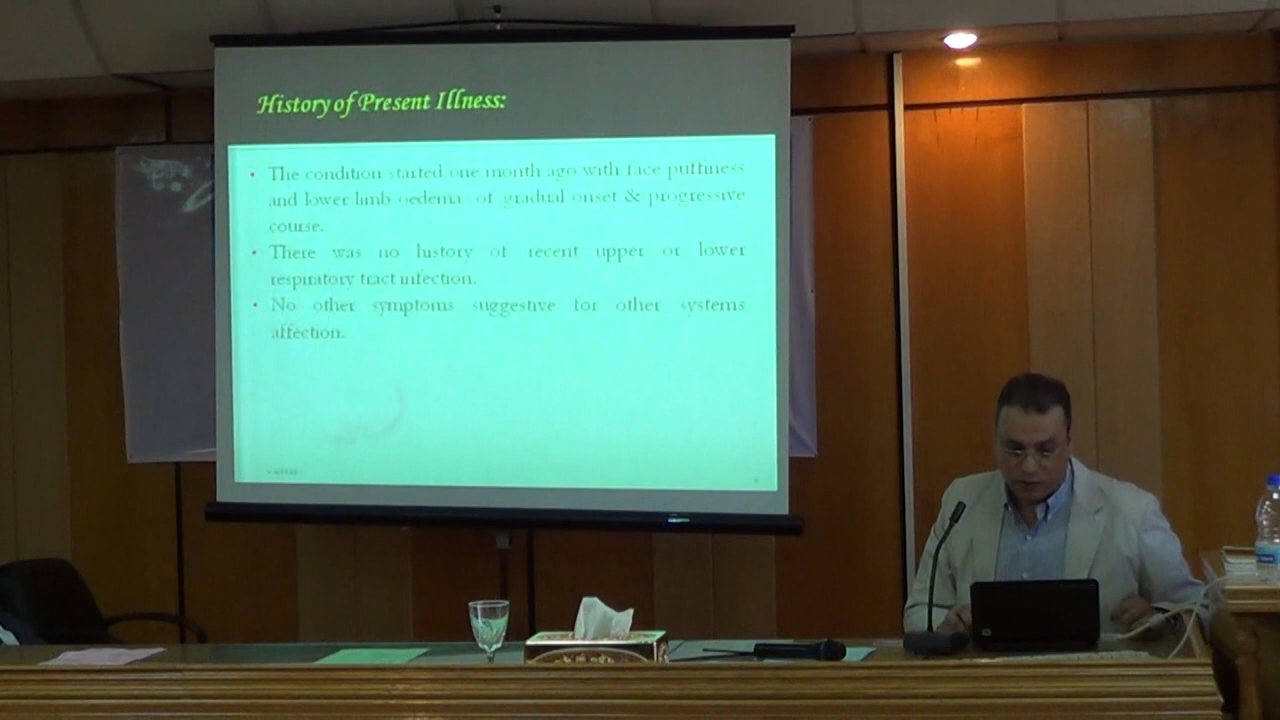 History of Present Illness:
• The condition started one month ago with face puffiness
and lower limb oedema of gradual onset & progressive
course.
• There was no history of recent upper or lower
respiratory tract infection.
• No other symptoms suggestive for other systems
affection.